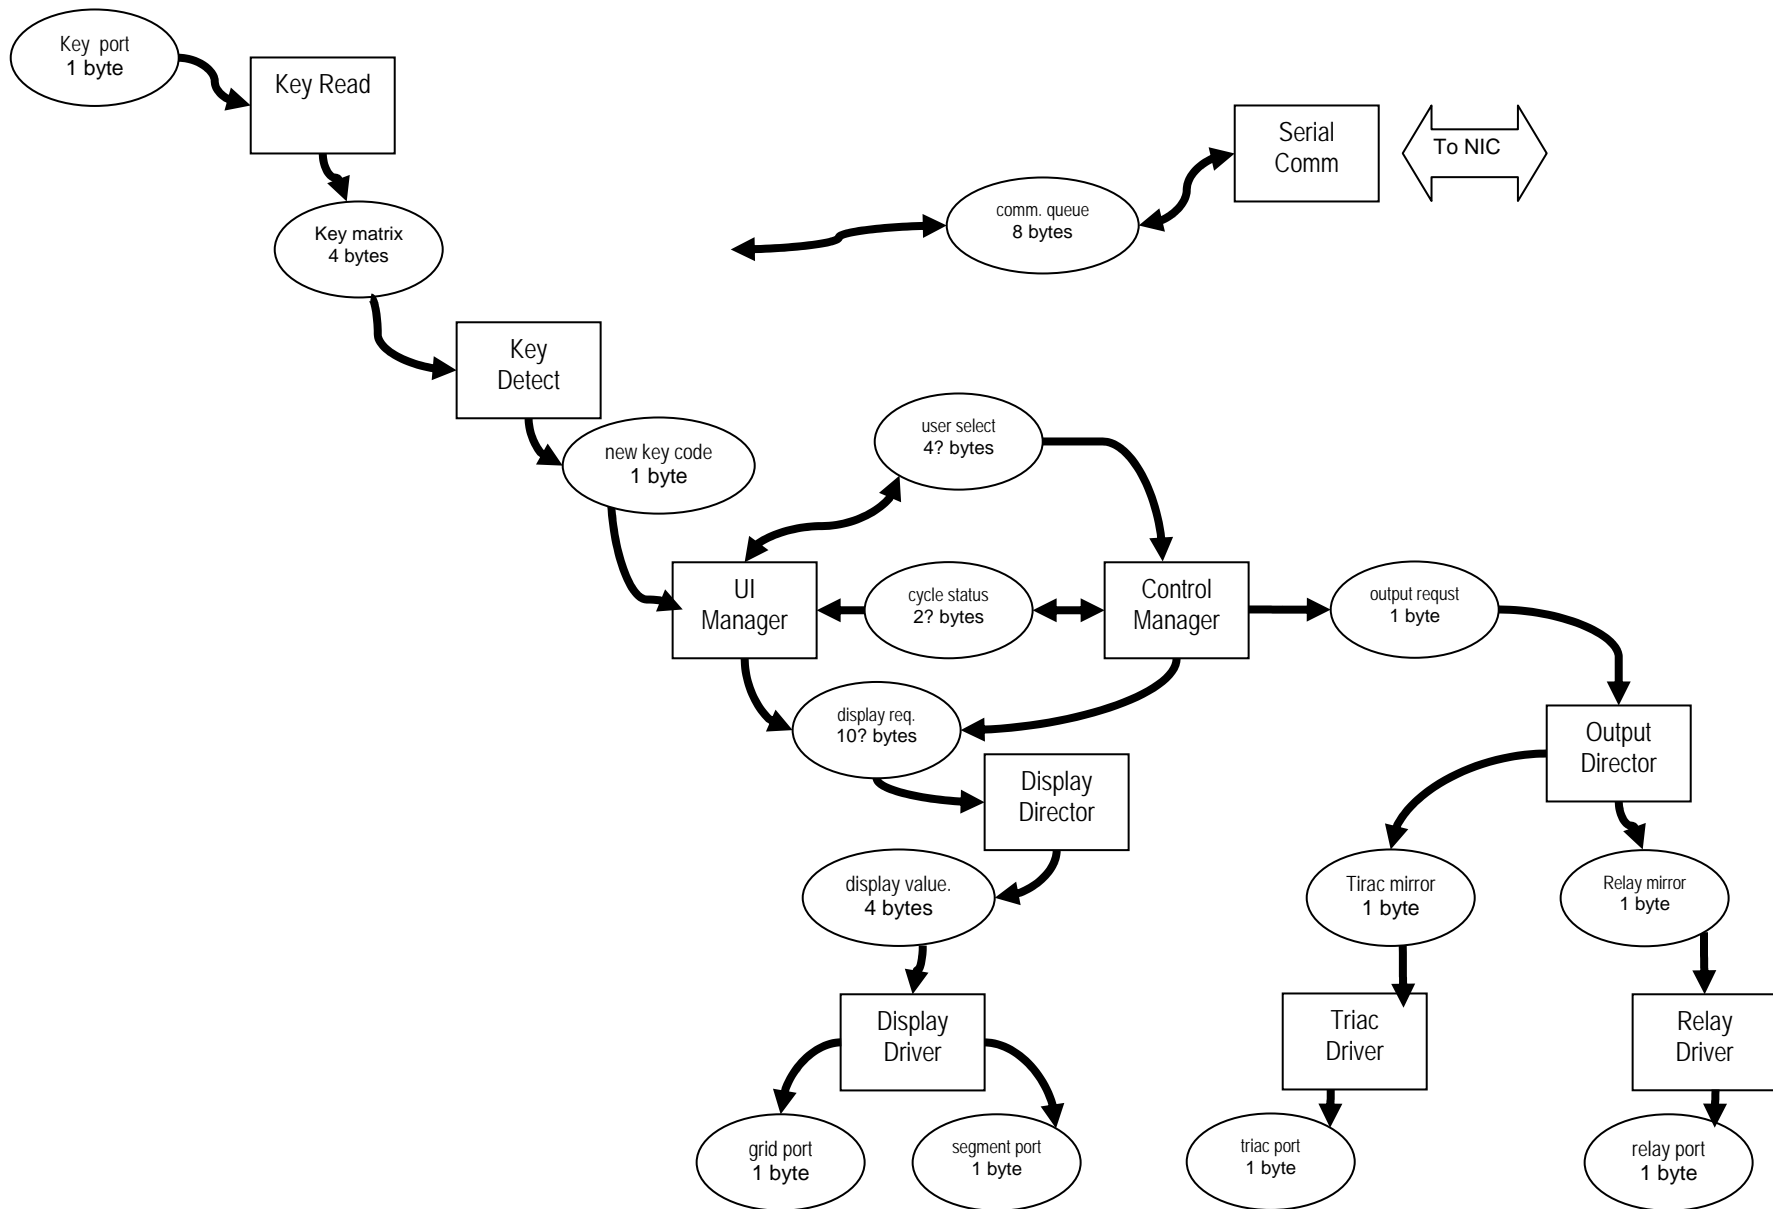 Key port
1 byte
Key Read
Serial
Comm
To NIC
Key matrix
4 bytes
comm. queue
8 bytes
Key
Detect
new key code
1 byte
user select
4? bytes
UI
Manager
cycle status
2? bytes
Control
Manager
output requst
1 byte
display req.
10? bytes
Display
Director
Output
Director
display value.
4 bytes
Tirac mirror
1 byte
Relay mirror
1 byte
Display
Driver
Triac
Driver
Relay
Driver
grid port
1 byte
segment port
1 byte
triac port
1 byte
relay port
1 byte